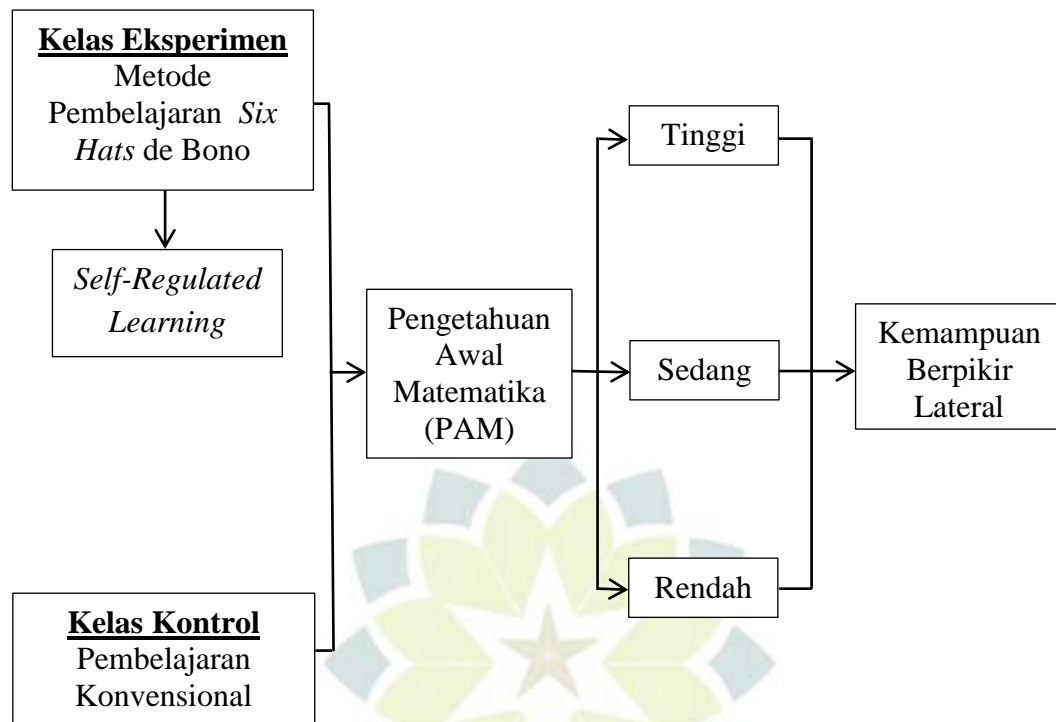 Kelas Eksperimen
Metode
Pembelajaran Six
Hats de Bono
Self-Regulated
Learning
Kelas Kontrol
Pembelajaran
Konvensional
Pengetahuan
Awal
Matematika
(PAM)
Tinggi
Sedang
Rendah
Kemampuan
Berpikir
Lateral